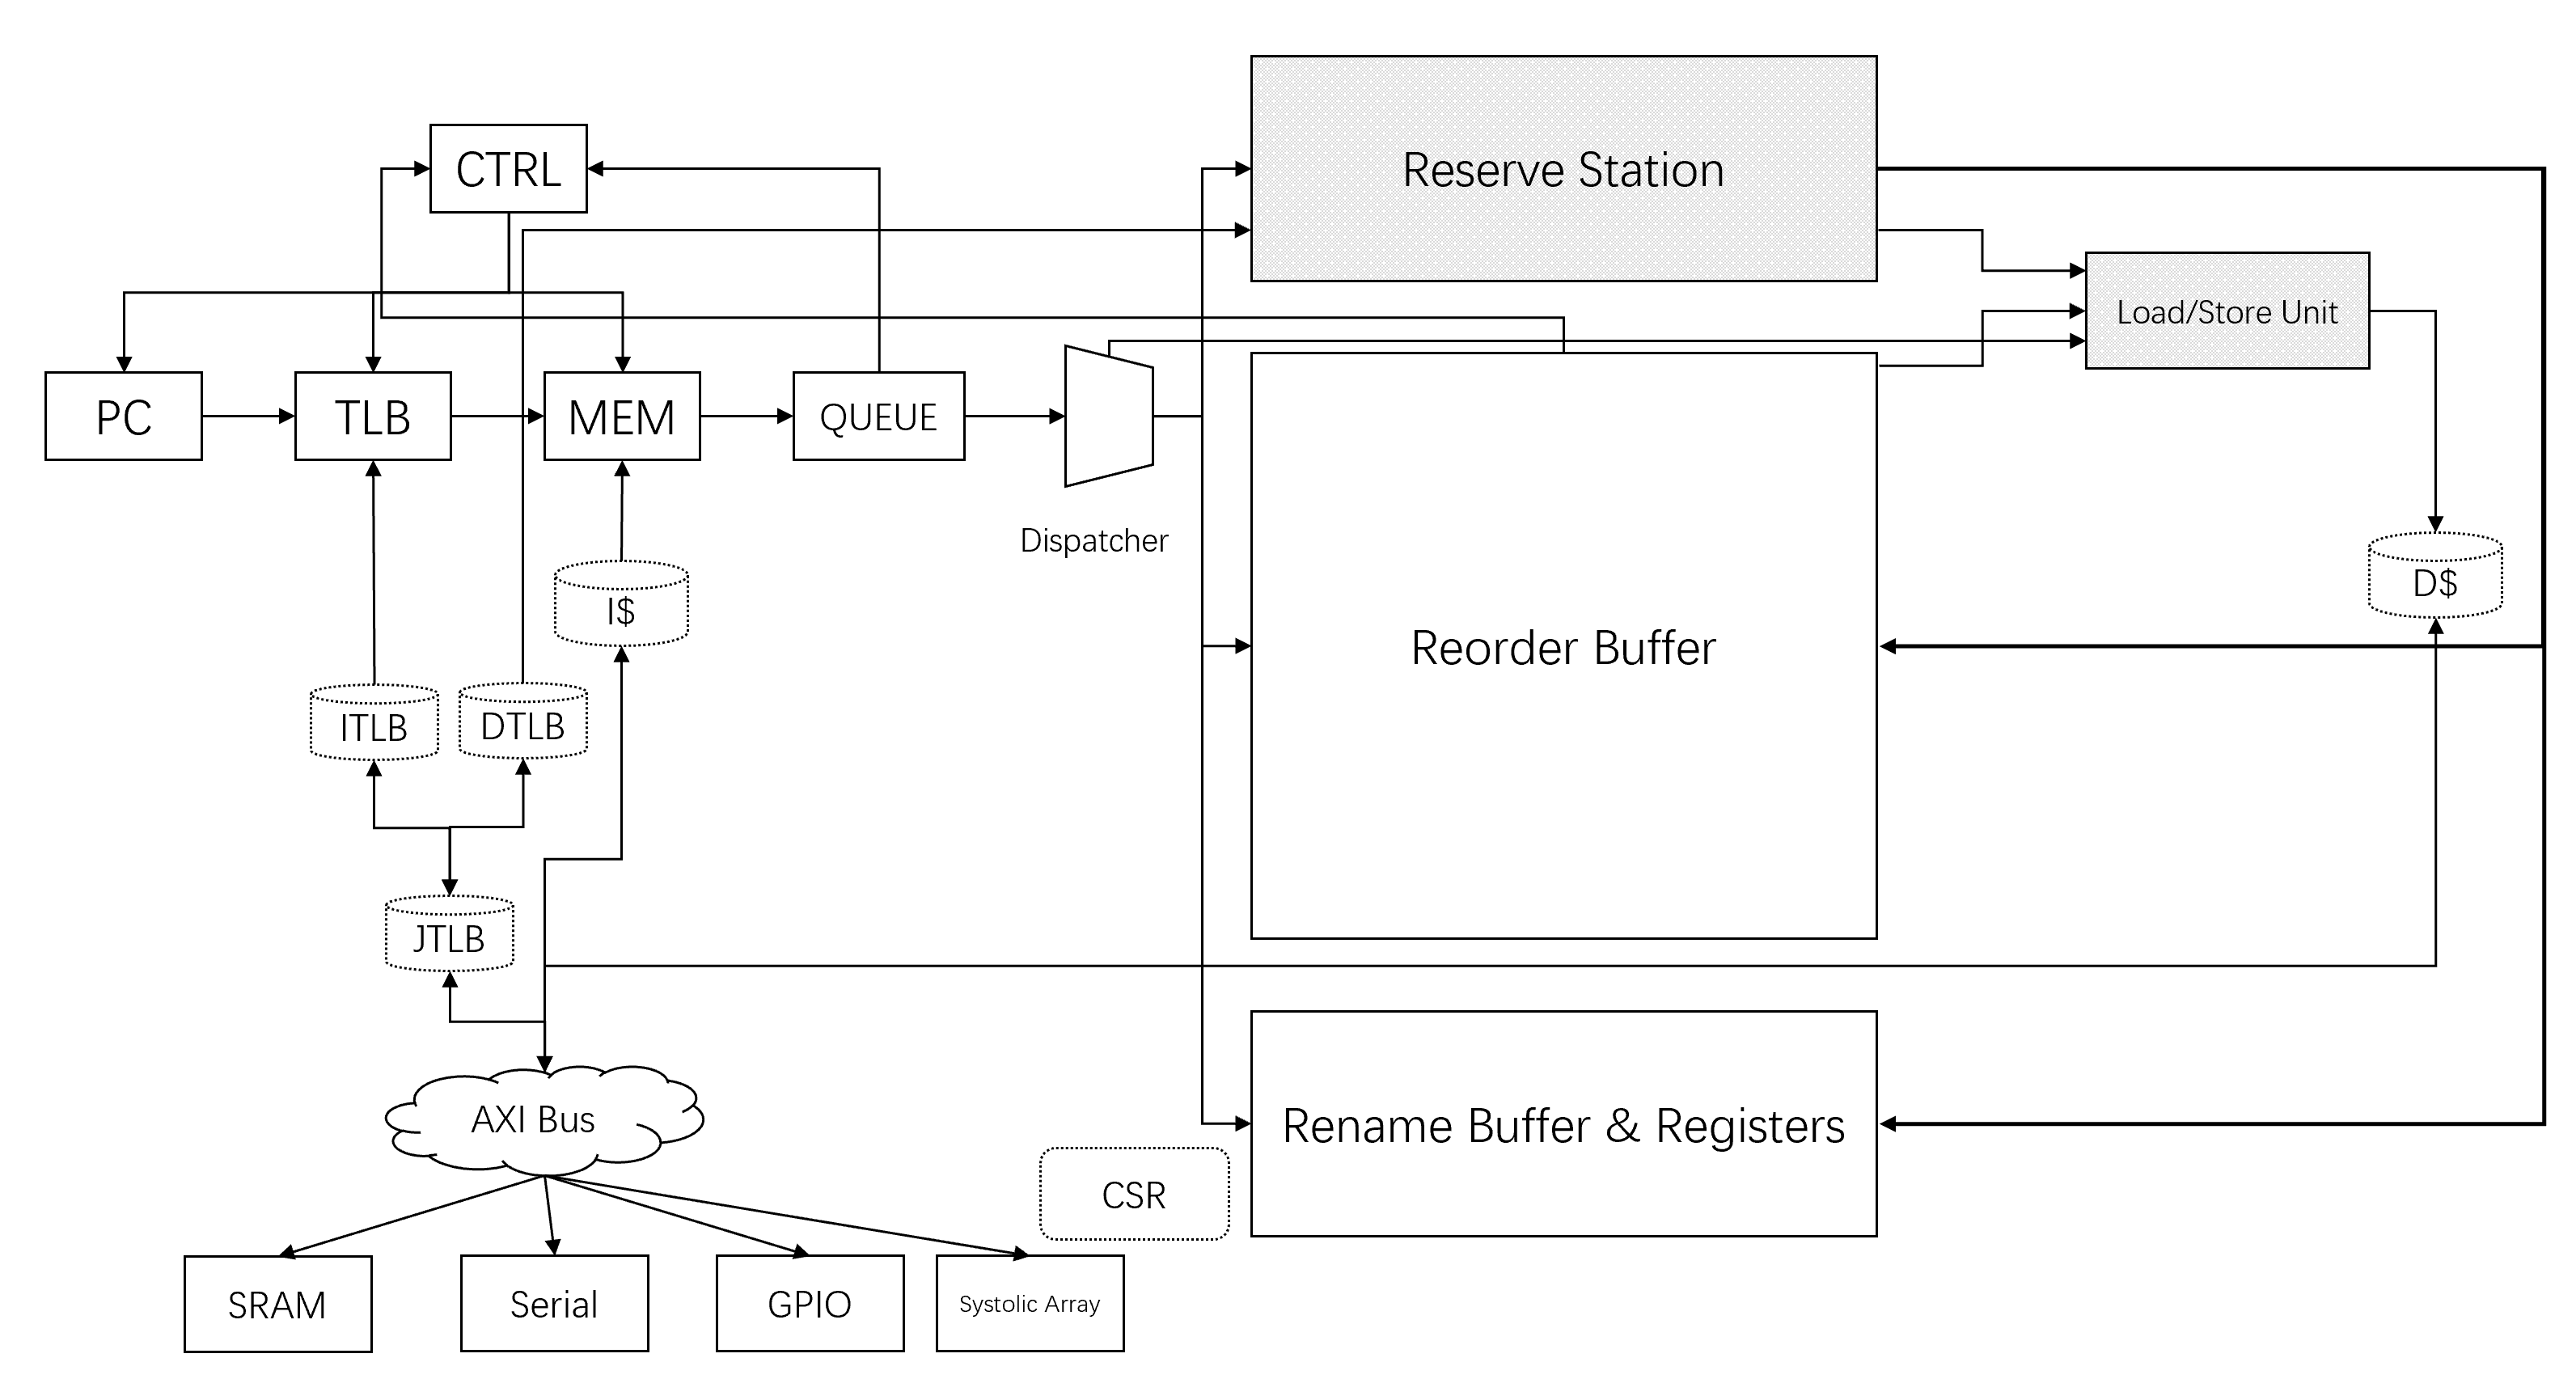 Reserve Station
CTRL
Load/Store Unit
PC
TLB
MEM
QUEUE
Dispatcher
D$
I$
Reorder Buffer
ITLB
DTLB
JTLB
AXI Bus
Rename Buffer & Registers
CSR
SRAM
Serial
GPIO
Systolic Array